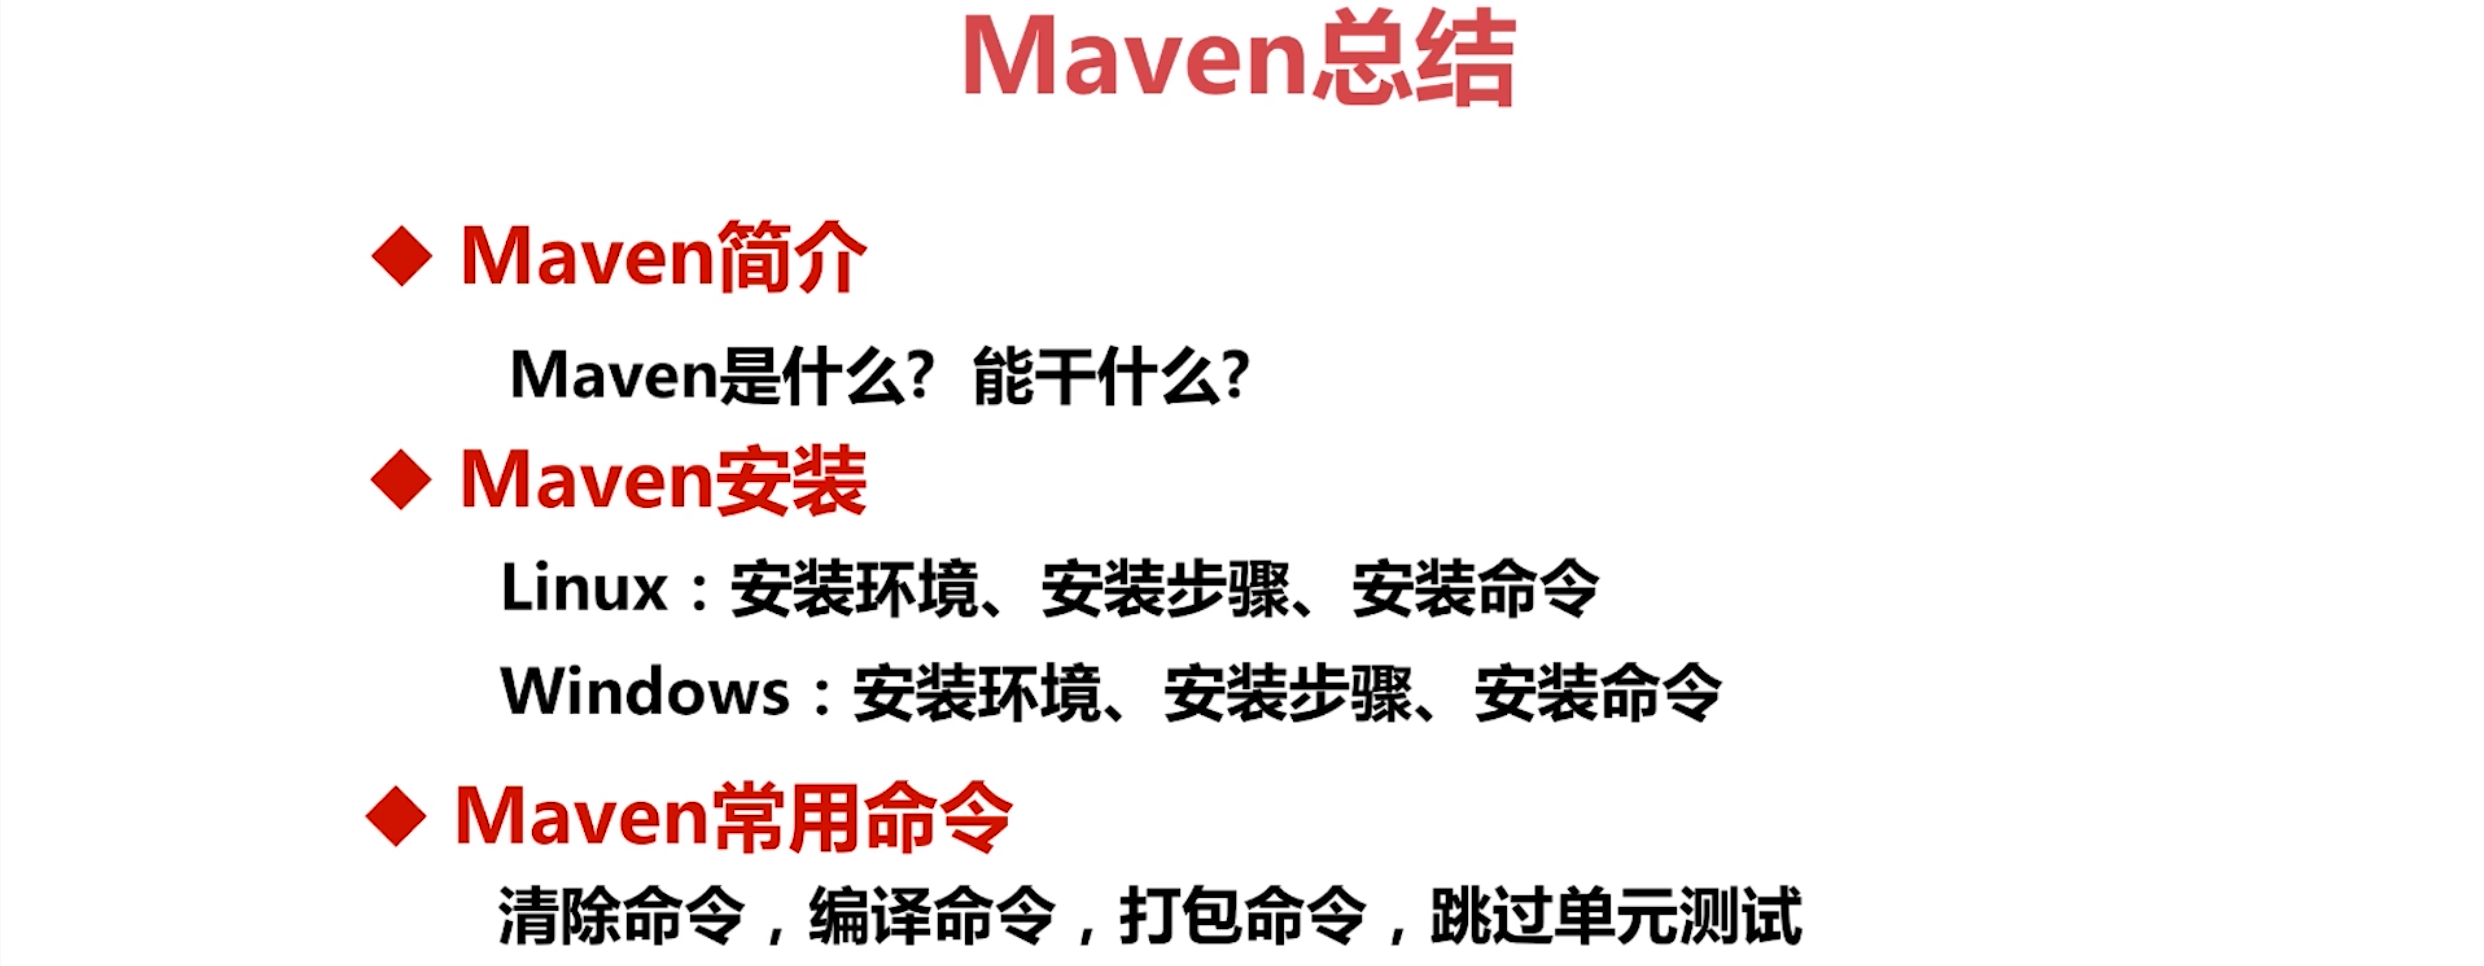 Maven总结
◆ Maven简介
Maven是什么？能干什么？
◆ Maven安装
Linux：安装环境、安装步骤、安装命令
Windows：安装环境、安装步骤、安装命令
◆ Maven常用命令
清除命令，编译命令，打包命令，跳过单元测试